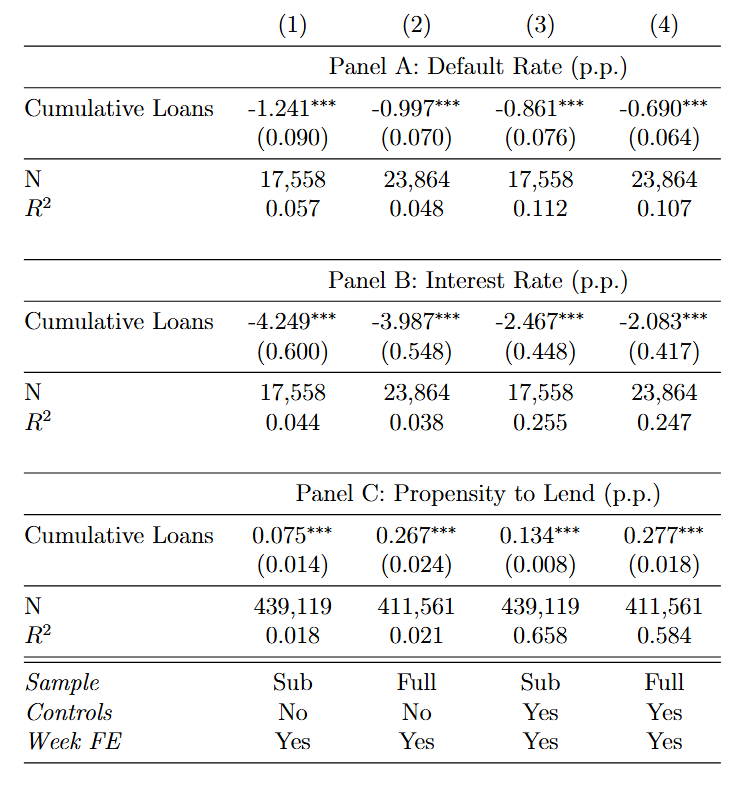 (1) (2) (3) (4)
Panel A: Default Rate (p.p.)
Cumulative Loans -1.241*** -0.997*** -0.861*** -0.690***
(0.090) (0.070) (0.076) (0.064)
N 17,558 23,864 17,558 23,864
R² 0.057 0.048 0.112 0.107
Panel B: Interest Rate (p.p.)
Cumulative Loans -4.249*** -3.987*** -2.467*** -2.083***
(0.600) (0.548) (0.448) (0.417)
N 17,558 23,864 17,558 23,864
R² 0.044 0.038 0.255 0.247
Panel C: Propensity to Lend (p.p.)
Cumulative Loans 0.075*** 0.267*** 0.134*** 0.277***
(0.014) (0.024) (0.008) (0.018)
N 439,119 411,561 439,119 411,561
R² 0.018 0.021 0.658 0.584
Sample Sub Full Sub Full
Controls No No Yes Yes
Week FE Yes Yes Yes Yes